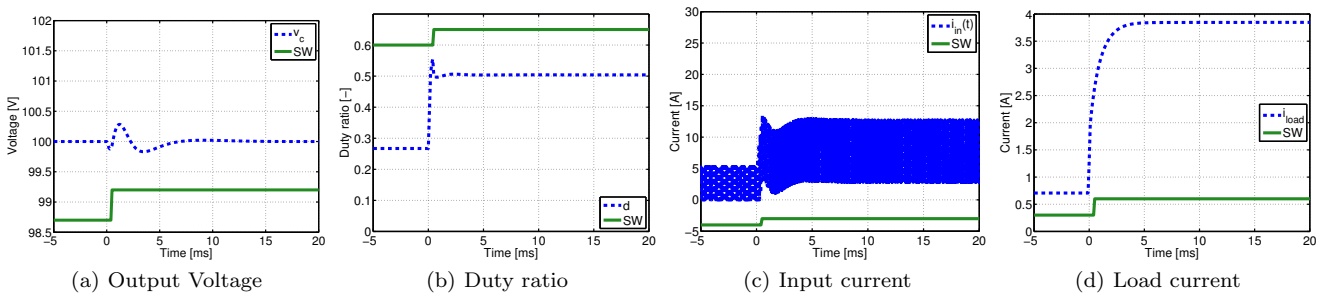 102
101.5
101
100.5
100
99.5
99
98.5
−5
0
5
10
15
20
Time [ms]
Voltage [V]
v_c
SW
(a) Output Voltage
0.6
0.5
0.4
0.3
0.2
0.1
0
−5
0
5
10
15
20
Time [ms]
Duty ratio [−]
d
SW
(b) Duty ratio
30
25
20
15
10
5
0
−5
−5
0
5
10
15
20
Time [ms]
Current [A]
i_in(t)
SW
(c) Input current
4
3.5
3
2.5
2
1.5
1
0.5
0
−5
0
5
10
15
20
Time [ms]
Current [A]
i_load
SW
(d) Load current